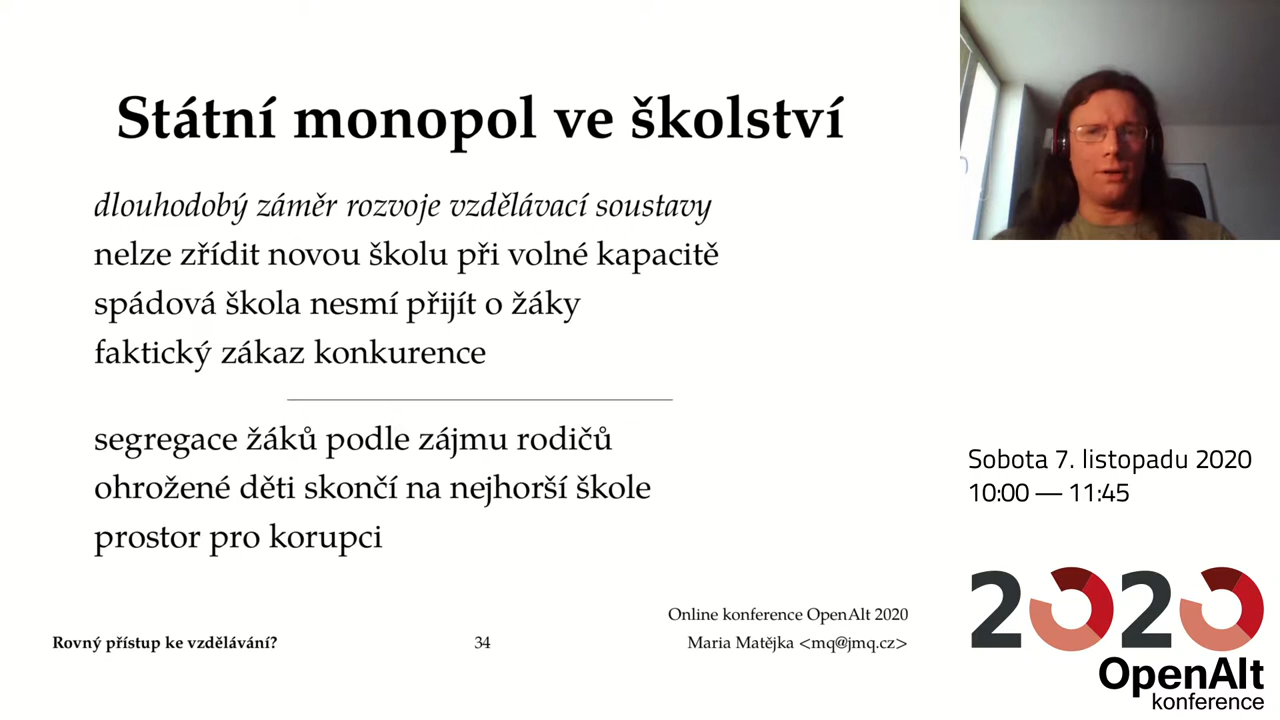 Státní monopol ve školství
dlouhodobý záměr rozvoje vzdělávací soustavy
nelze zřídit novou školu při volné kapacitě
spádová škola nesmí přijít o žáky
faktický zákaz konkurence
segregace žáků podle zájmu rodičů
ohrožené děti skončí na nejhorší škole
prostor pro korupci
Online konference OpenAlt 2020
Rovný přístup ke vzdělávání? 34 Maria Matějka <mq@jmq.cz>
Sobota 7. listopadu 2020
10:00 — 11:45
2020
OpenAlt
konference